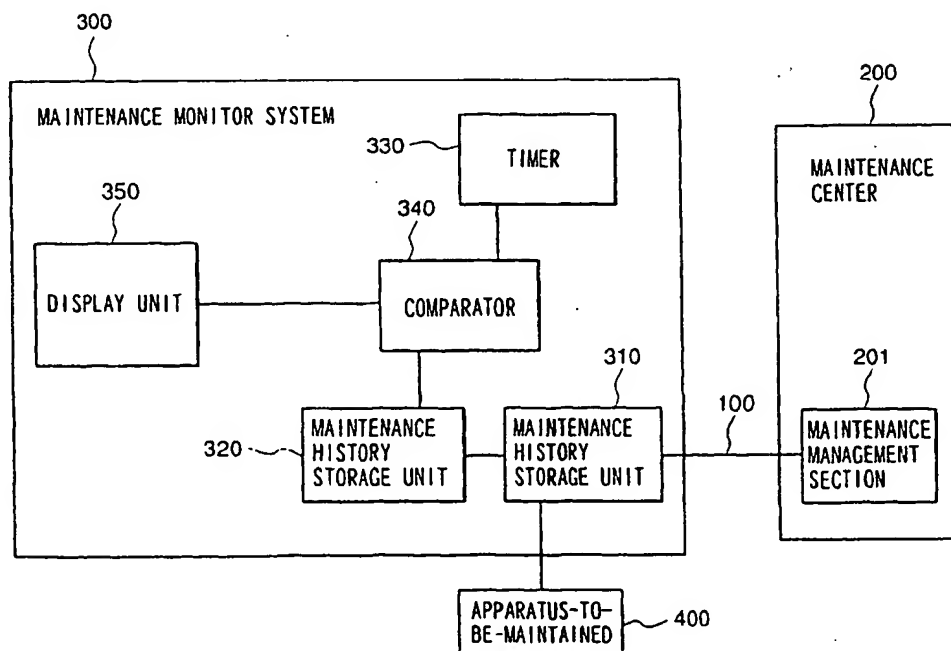 300
200
MAINTENANCE MONITOR SYSTEM
330
TIMER
MAINTENANCE
CENTER
350
340
DISPLAY UNIT
COMPARATOR
310
201
100
320
MAINTENANCE
HISTORY
STORAGE UNIT
MAINTENANCE
HISTORY
STORAGE UNIT
MAINTENANCE
MANAGEMENT
SECTION
APPARATUS-TO-
BE-MAINTAINED
400